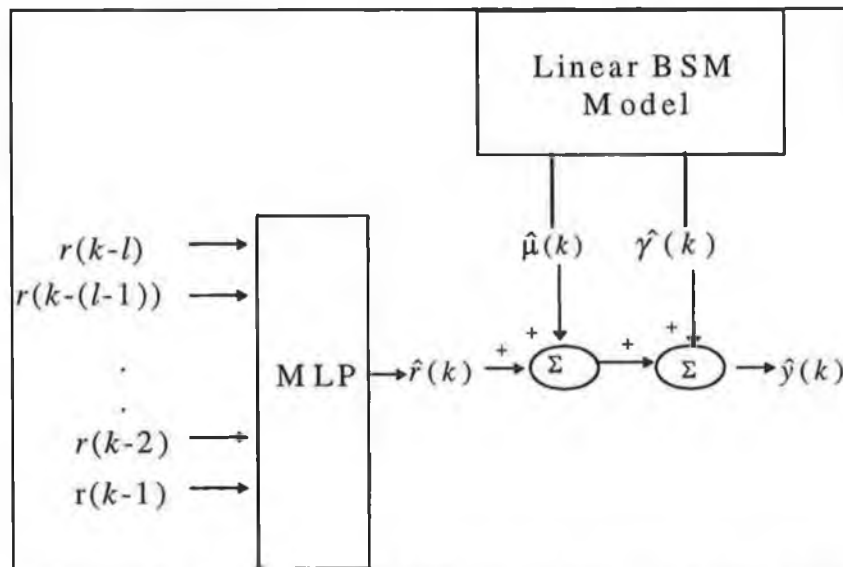 Linear BSM
Model
μ̂(k) γ̂(k)
r(k-l)
r(k-(l-1))
.
.
r(k-2)
r(k-1)
MLP
r̂(k)
+ + Σ + + Σ
ŷ(k)